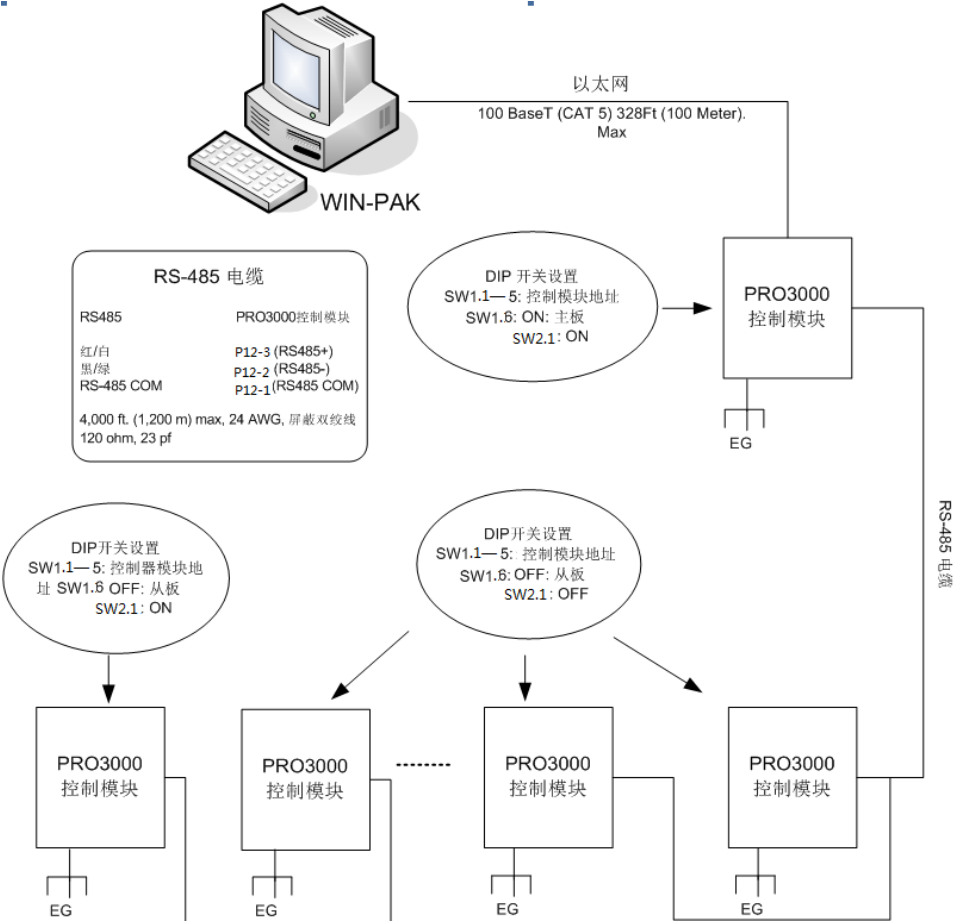 以太网
100 BaseT (CAT 5) 328Ft (100 Meter).
Max
WIN-PAK
RS-485 电缆
RS485 PRO3000控制模块
红/白 P12-3 (RS485+)
黑/绿 P12-2 (RS485-)
RS-485 COM P12-1 (RS485 COM)
4,000 ft. (1,200 m) max, 24 AWG, 屏蔽双绞线
120 ohm, 23 pf
DIP 开关设置
SW1.1— 5: 控制模块地址
SW1.6: ON: 主板
SW2.1: ON
PRO3000
控制模块
EG
RS-485 电缆
DIP开关设置
SW1.1— 5: 控制器模块地
址 SW1.6 OFF: 从板
SW2.1: ON
DIP开关设置
SW1.1— 5: 控制模块地址
SW1.6: OFF: 从板
SW2.1: OFF
PRO3000
控制模块
EG
PRO3000
控制模块
EG
PRO3000
控制模块
EG
PRO3000
控制模块
EG